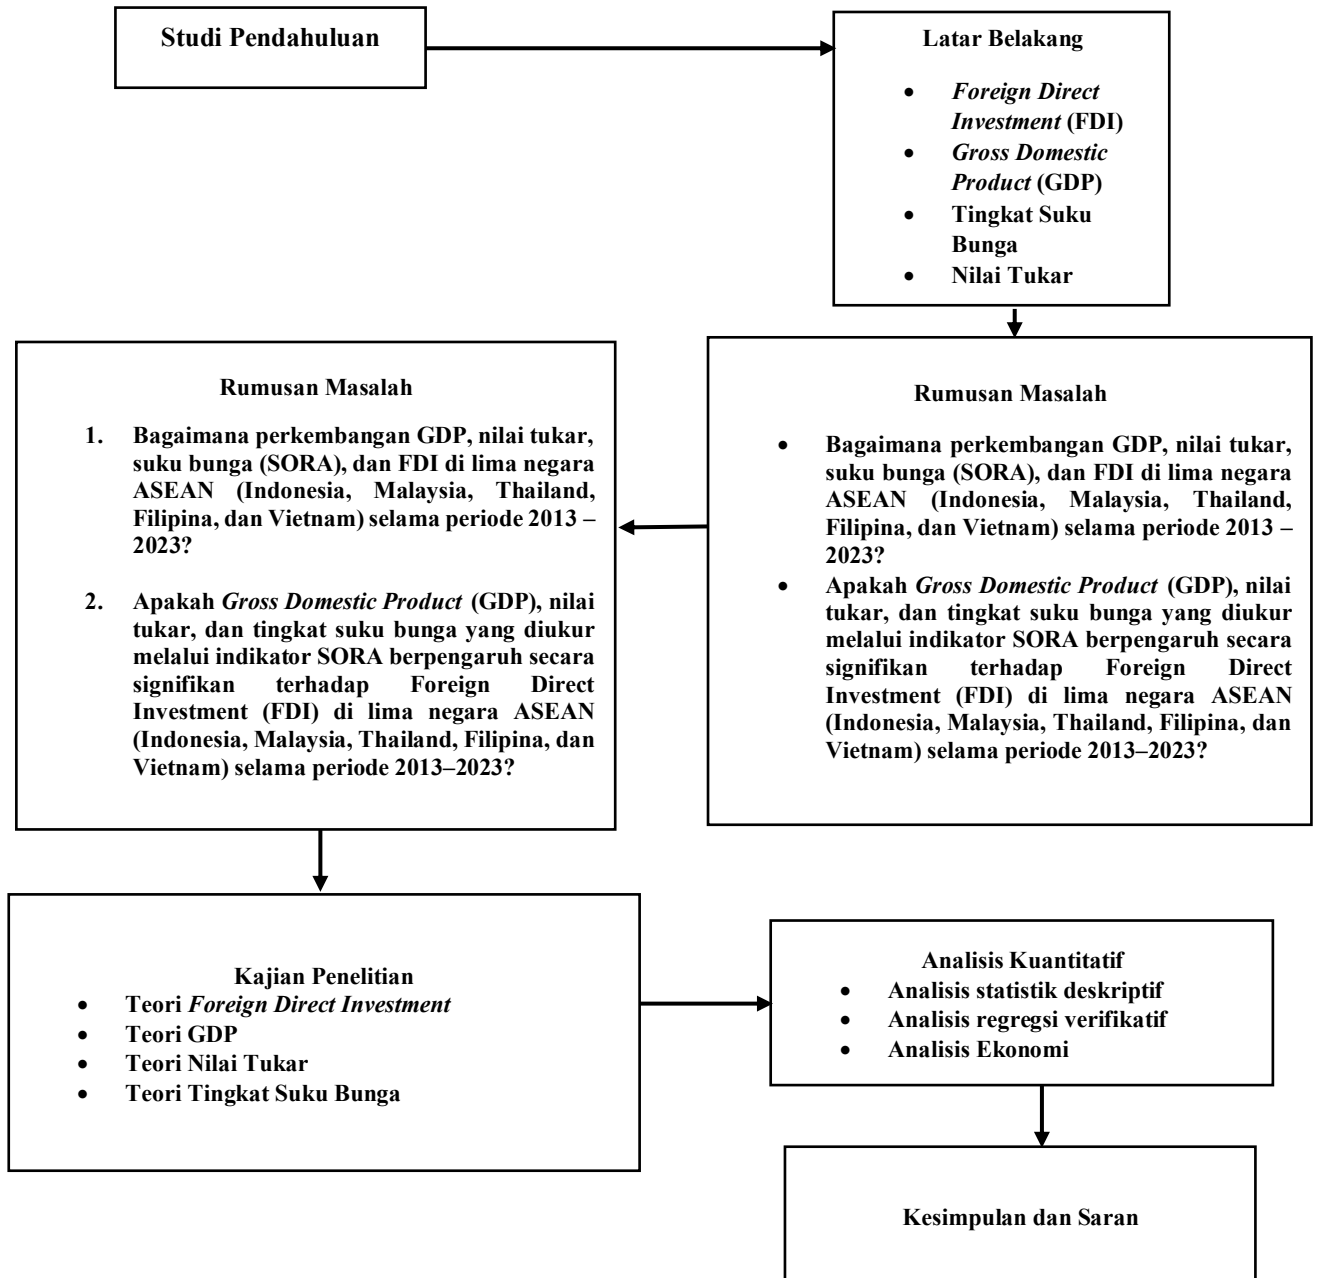 Studi Pendahuluan
Latar Belakang
• Foreign Direct
Investment (FDI)
• Gross Domestic
Product (GDP)
• Tingkat Suku
Bunga
• Nilai Tukar
Rumusan Masalah
• Bagaimana perkembangan GDP, nilai tukar,
suku bunga (SORA), dan FDI di lima negara
ASEAN (Indonesia, Malaysia, Thailand,
Filipina, dan Vietnam) selama periode 2013 –
2023?
• Apakah Gross Domestic Product (GDP), nilai
tukar, dan tingkat suku bunga yang diukur
melalui indikator SORA berpengaruh secara
signifikan terhadap Foreign Direct
Investment (FDI) di lima negara ASEAN
(Indonesia, Malaysia, Thailand, Filipina, dan
Vietnam) selama periode 2013–2023?
Rumusan Masalah
1. Bagaimana perkembangan GDP, nilai tukar,
suku bunga (SORA), dan FDI di lima negara
ASEAN (Indonesia, Malaysia, Thailand,
Filipina, dan Vietnam) selama periode 2013 –
2023?
2. Apakah Gross Domestic Product (GDP), nilai
tukar, dan tingkat suku bunga yang diukur
melalui indikator SORA berpengaruh secara
signifikan terhadap Foreign Direct
Investment (FDI) di lima negara ASEAN
(Indonesia, Malaysia, Thailand, Filipina, dan
Vietnam) selama periode 2013–2023?
Kajian Penelitian
• Teori Foreign Direct Investment
• Teori GDP
• Teori Nilai Tukar
• Teori Tingkat Suku Bunga
Analisis Kuantitatif
• Analisis statistik deskriptif
• Analisis regregsi verifikatif
• Analisis Ekonomi
Kesimpulan dan Saran